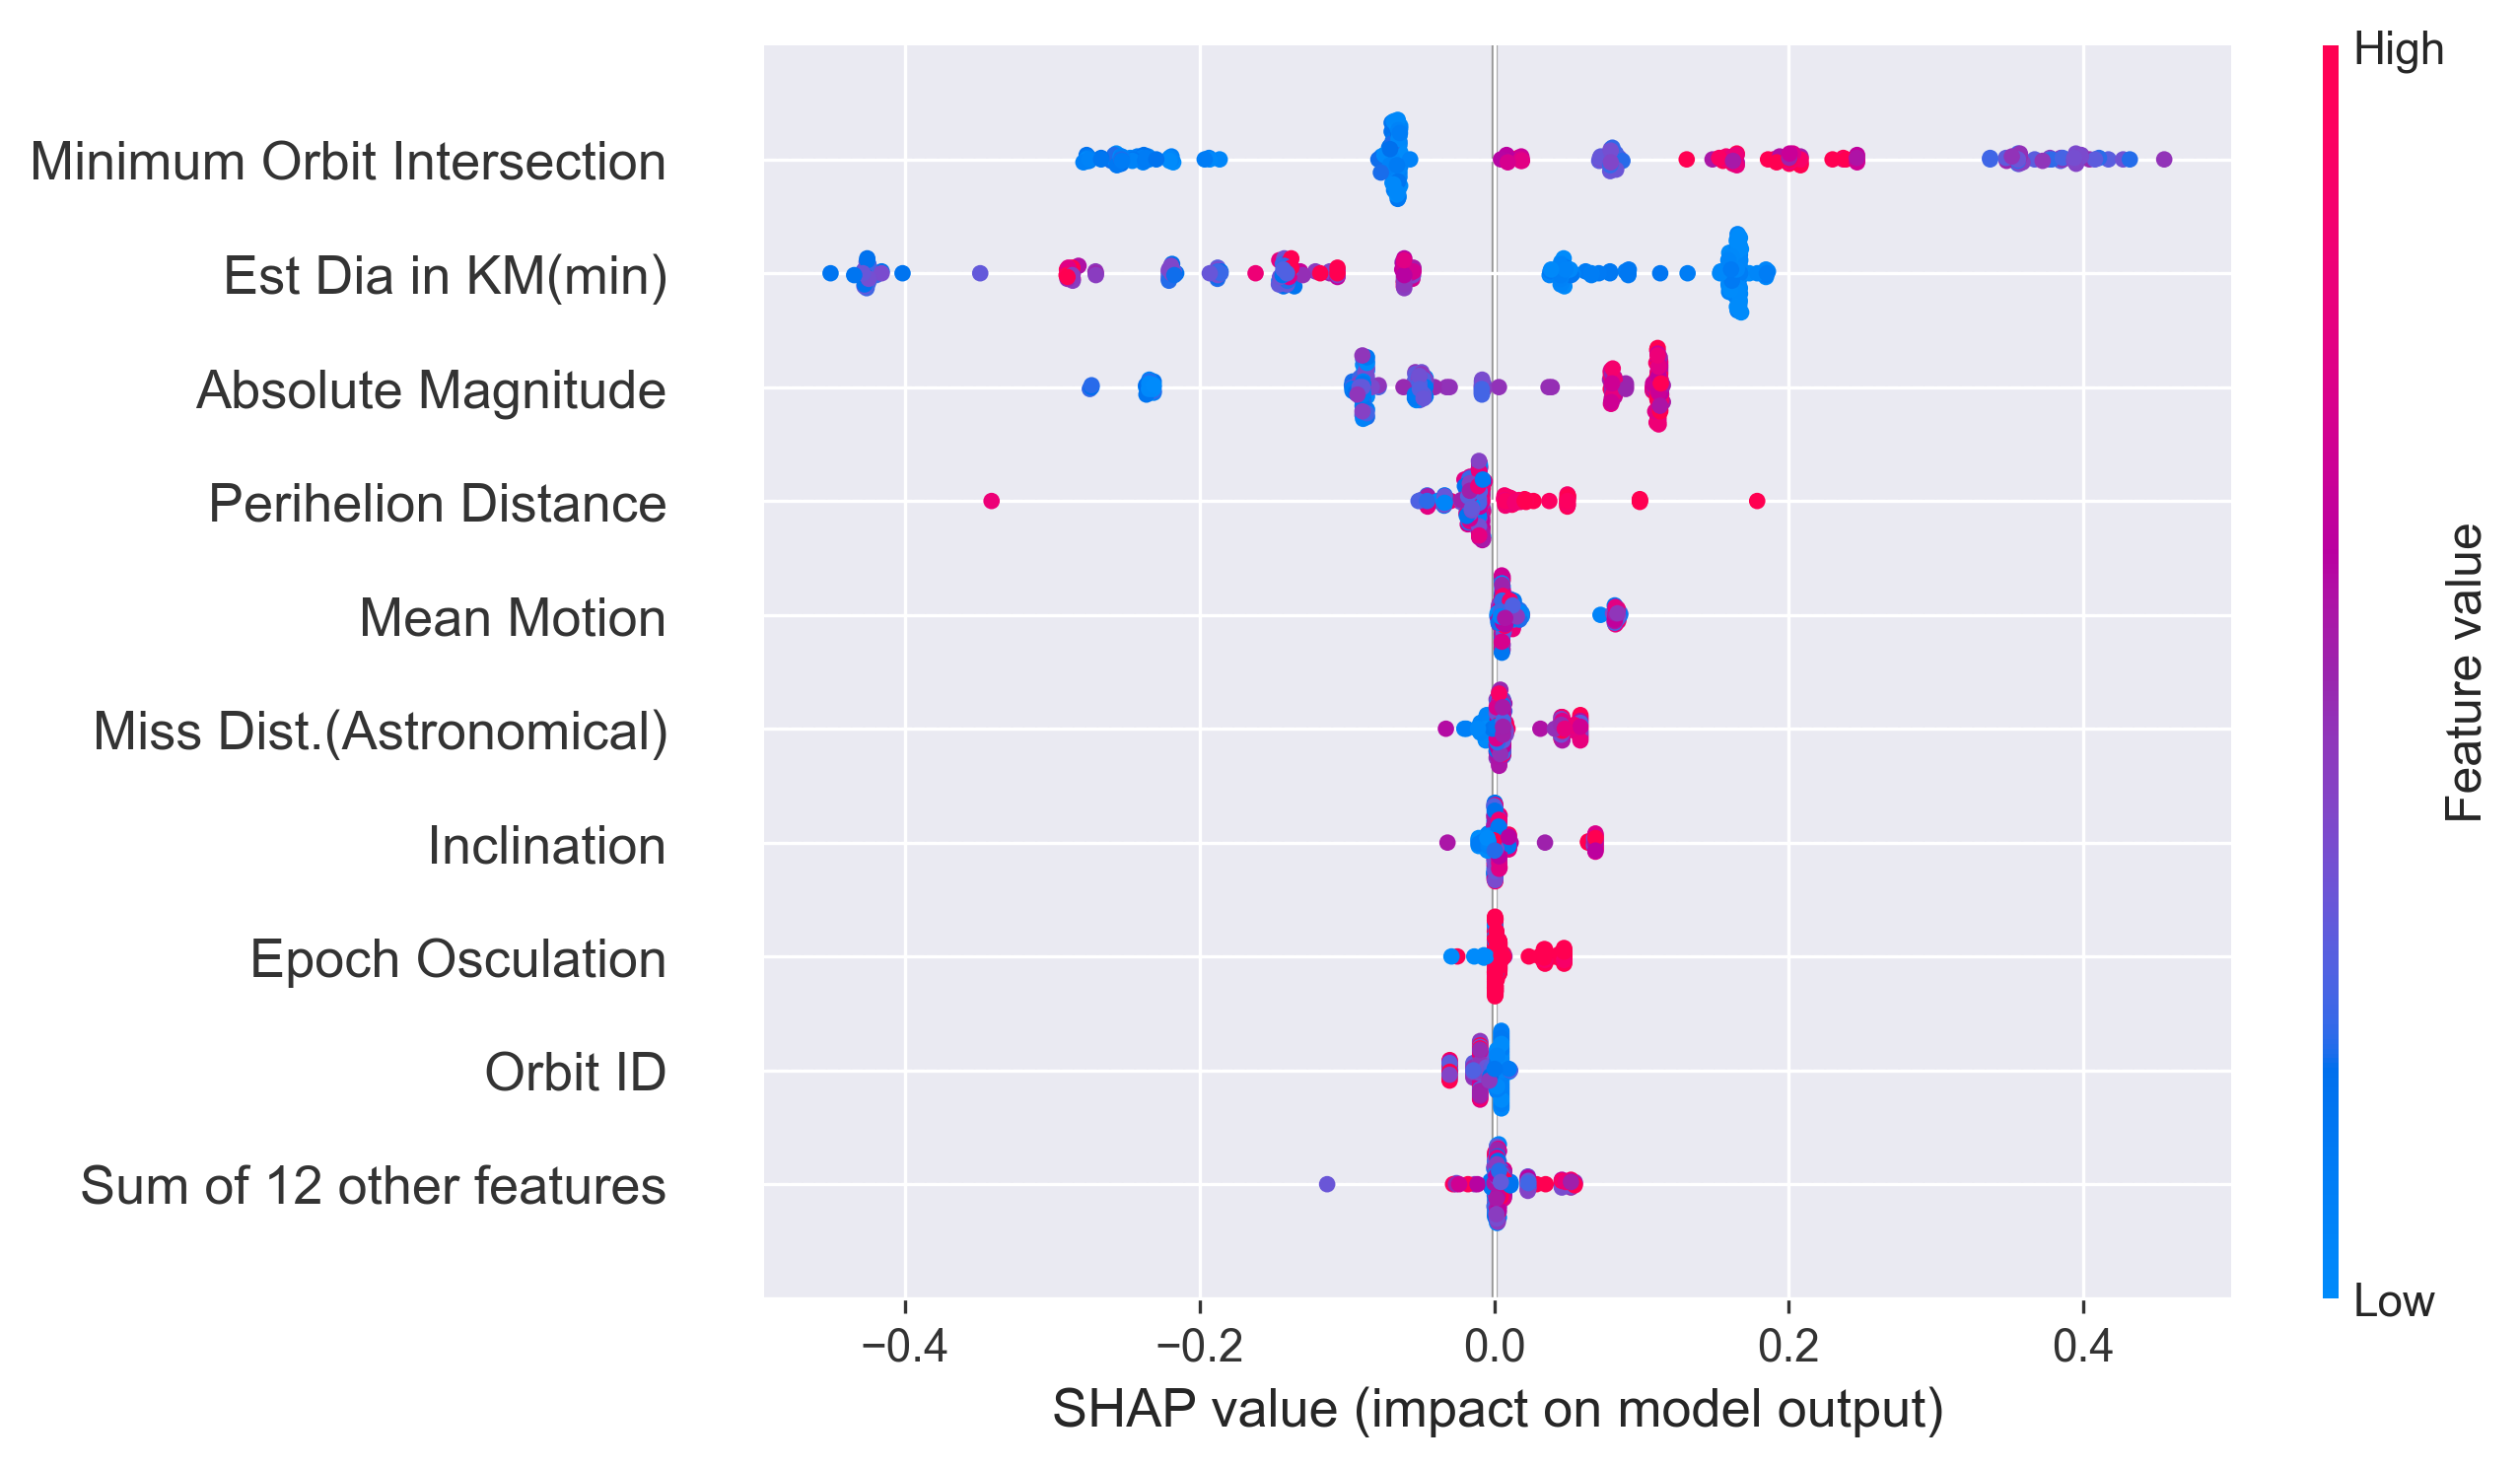 High
Minimum Orbit Intersection
Est Dia in KM(min)
Absolute Magnitude
Perihelion Distance
Mean Motion
Miss Dist.(Astronomical)
Inclination
Epoch Osculation
Orbit ID
Sum of 12 other features
Feature value
Low
−0.4 −0.2 0.0 0.2 0.4
SHAP value (impact on model output)